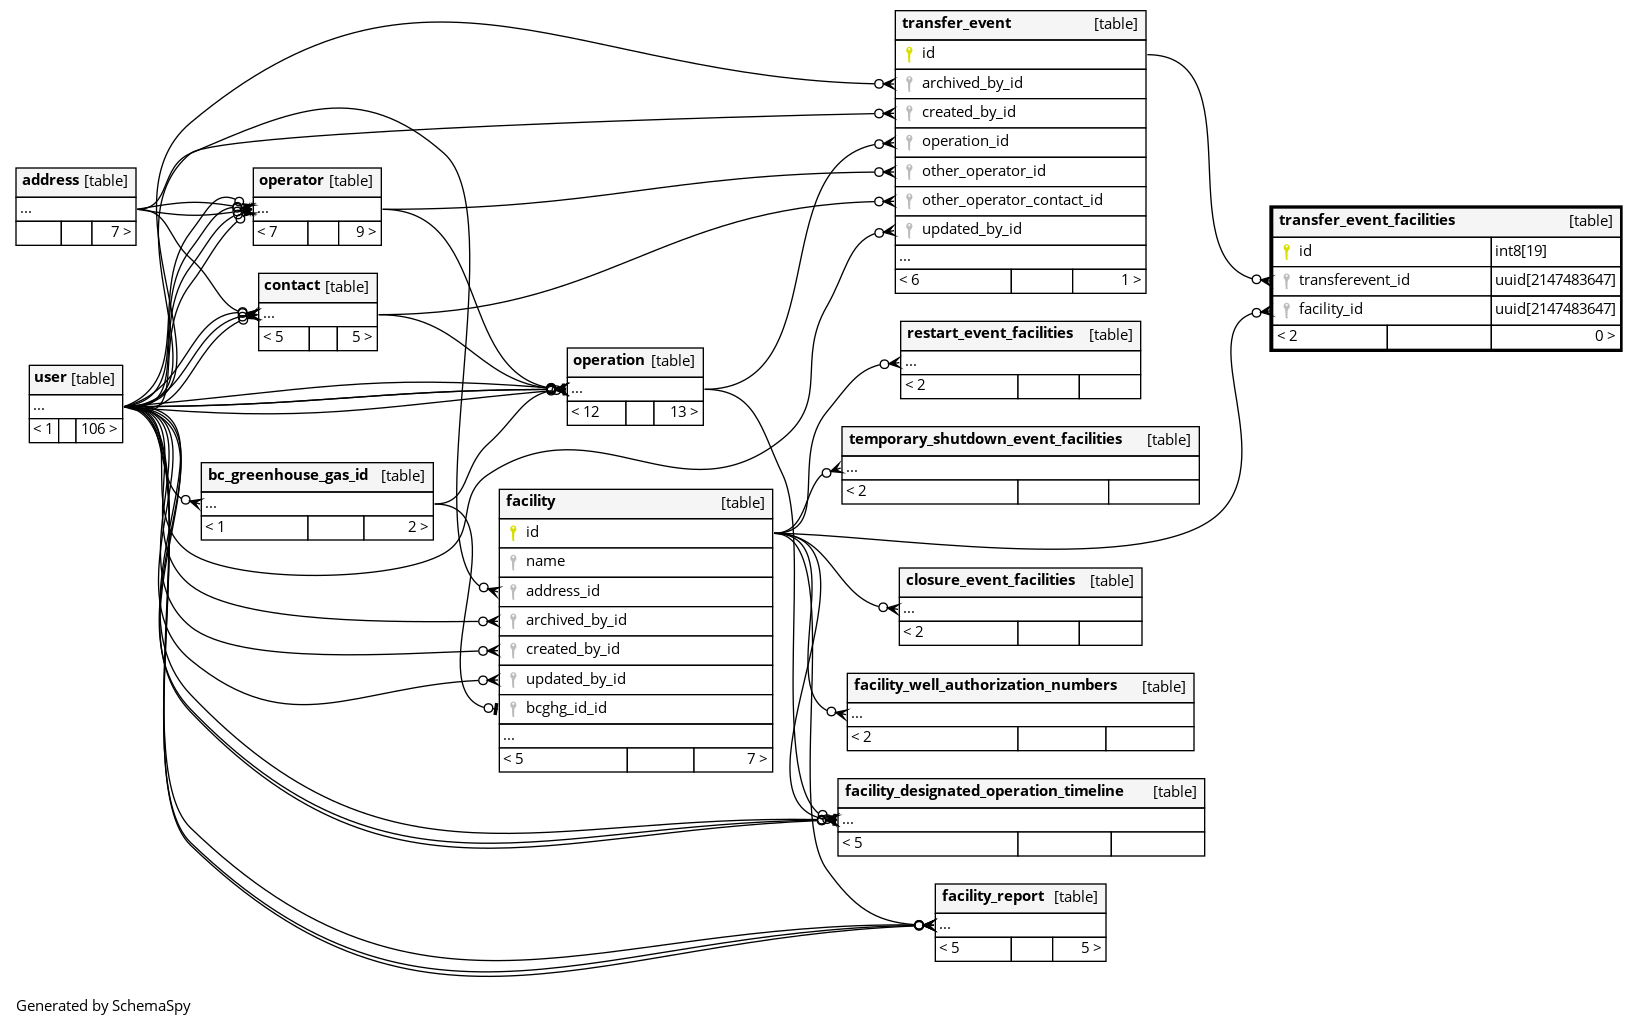 transfer_event [table]
id
archived_by_id
created_by_id
operation_id
other_operator_id
other_operator_contact_id
updated_by_id
...
< 6 1 >
address [table]
...
7 >
operator [table]
...
< 7 9 >
transfer_event_facilities [table]
id int8[19]
transferevent_id uuid[2147483647]
facility_id uuid[2147483647]
< 2 0 >
contact [table]
...
< 5 5 >
restart_event_facilities [table]
...
< 2
operation [table]
...
< 12 13 >
user [table]
...
< 1 106 >
temporary_shutdown_event_facilities [table]
...
< 2
bc_greenhouse_gas_id [table]
...
< 1 2 >
facility [table]
id
name
address_id
archived_by_id
created_by_id
updated_by_id
bcghg_id_id
...
< 5 7 >
closure_event_facilities [table]
...
< 2
facility_well_authorization_numbers [table]
...
< 2
facility_designated_operation_timeline [table]
...
< 5
facility_report [table]
...
< 5 5 >
Generated by SchemaSpy